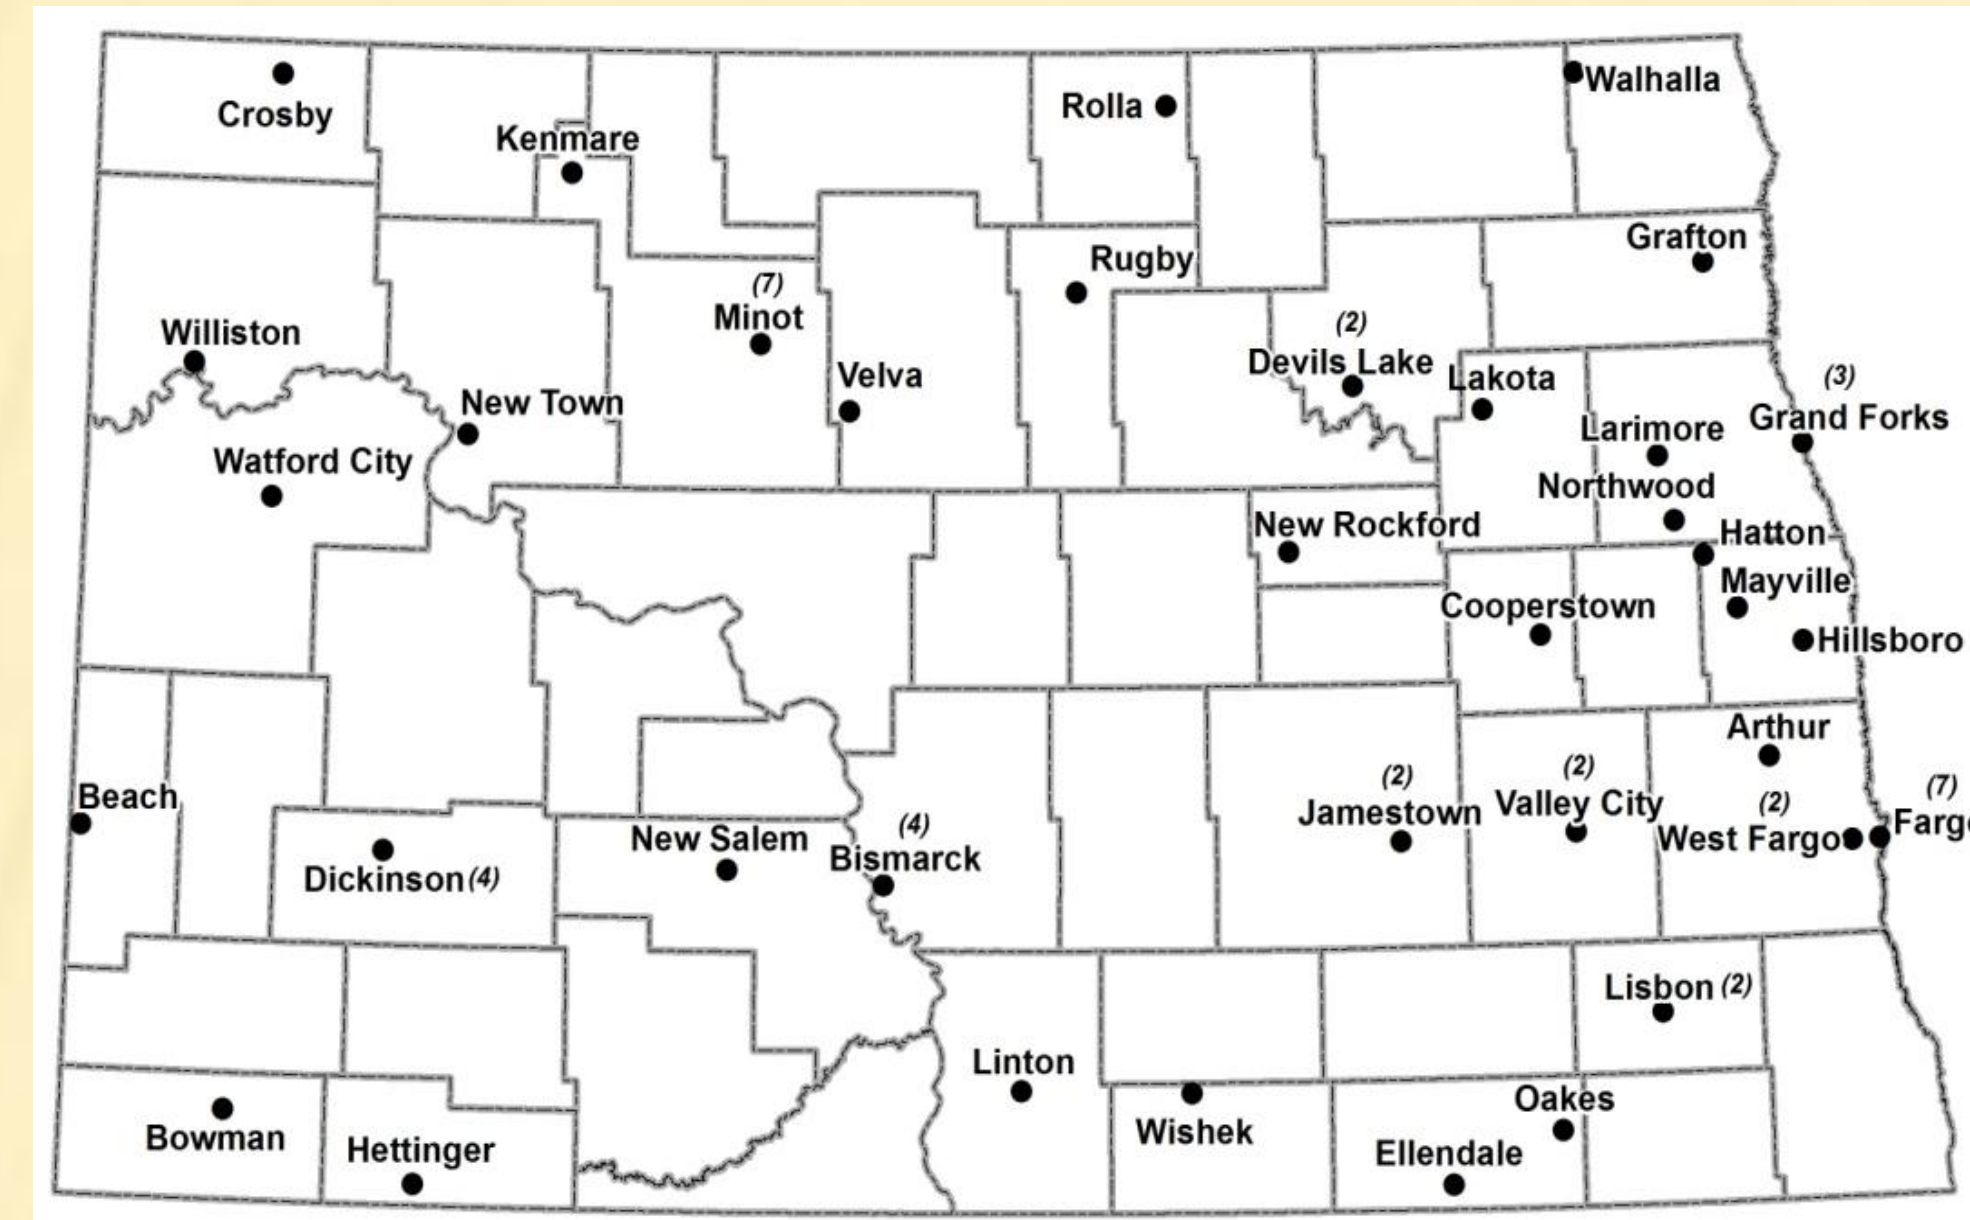 Crosby
Kenmare
Rolla
Walhalla
Grafton
Rugby
(7)
Minot
Williston
(2)
Devils Lake
Velva
Lakota
(3)
Grand Forks
New Town
Larimore
Watford City
Northwood
New Rockford
Hatton
Mayville
Cooperstown
Hillsboro
Arthur
Beach
(2)
Jamestown
(2)
Valley City
(2)
West Fargo
(7)
Farg
New Salem
(4)
Bismarck
Dickinson (4)
Lisbon (2)
Linton
Oakes
Bowman
Hettinger
Wishek
Ellendale